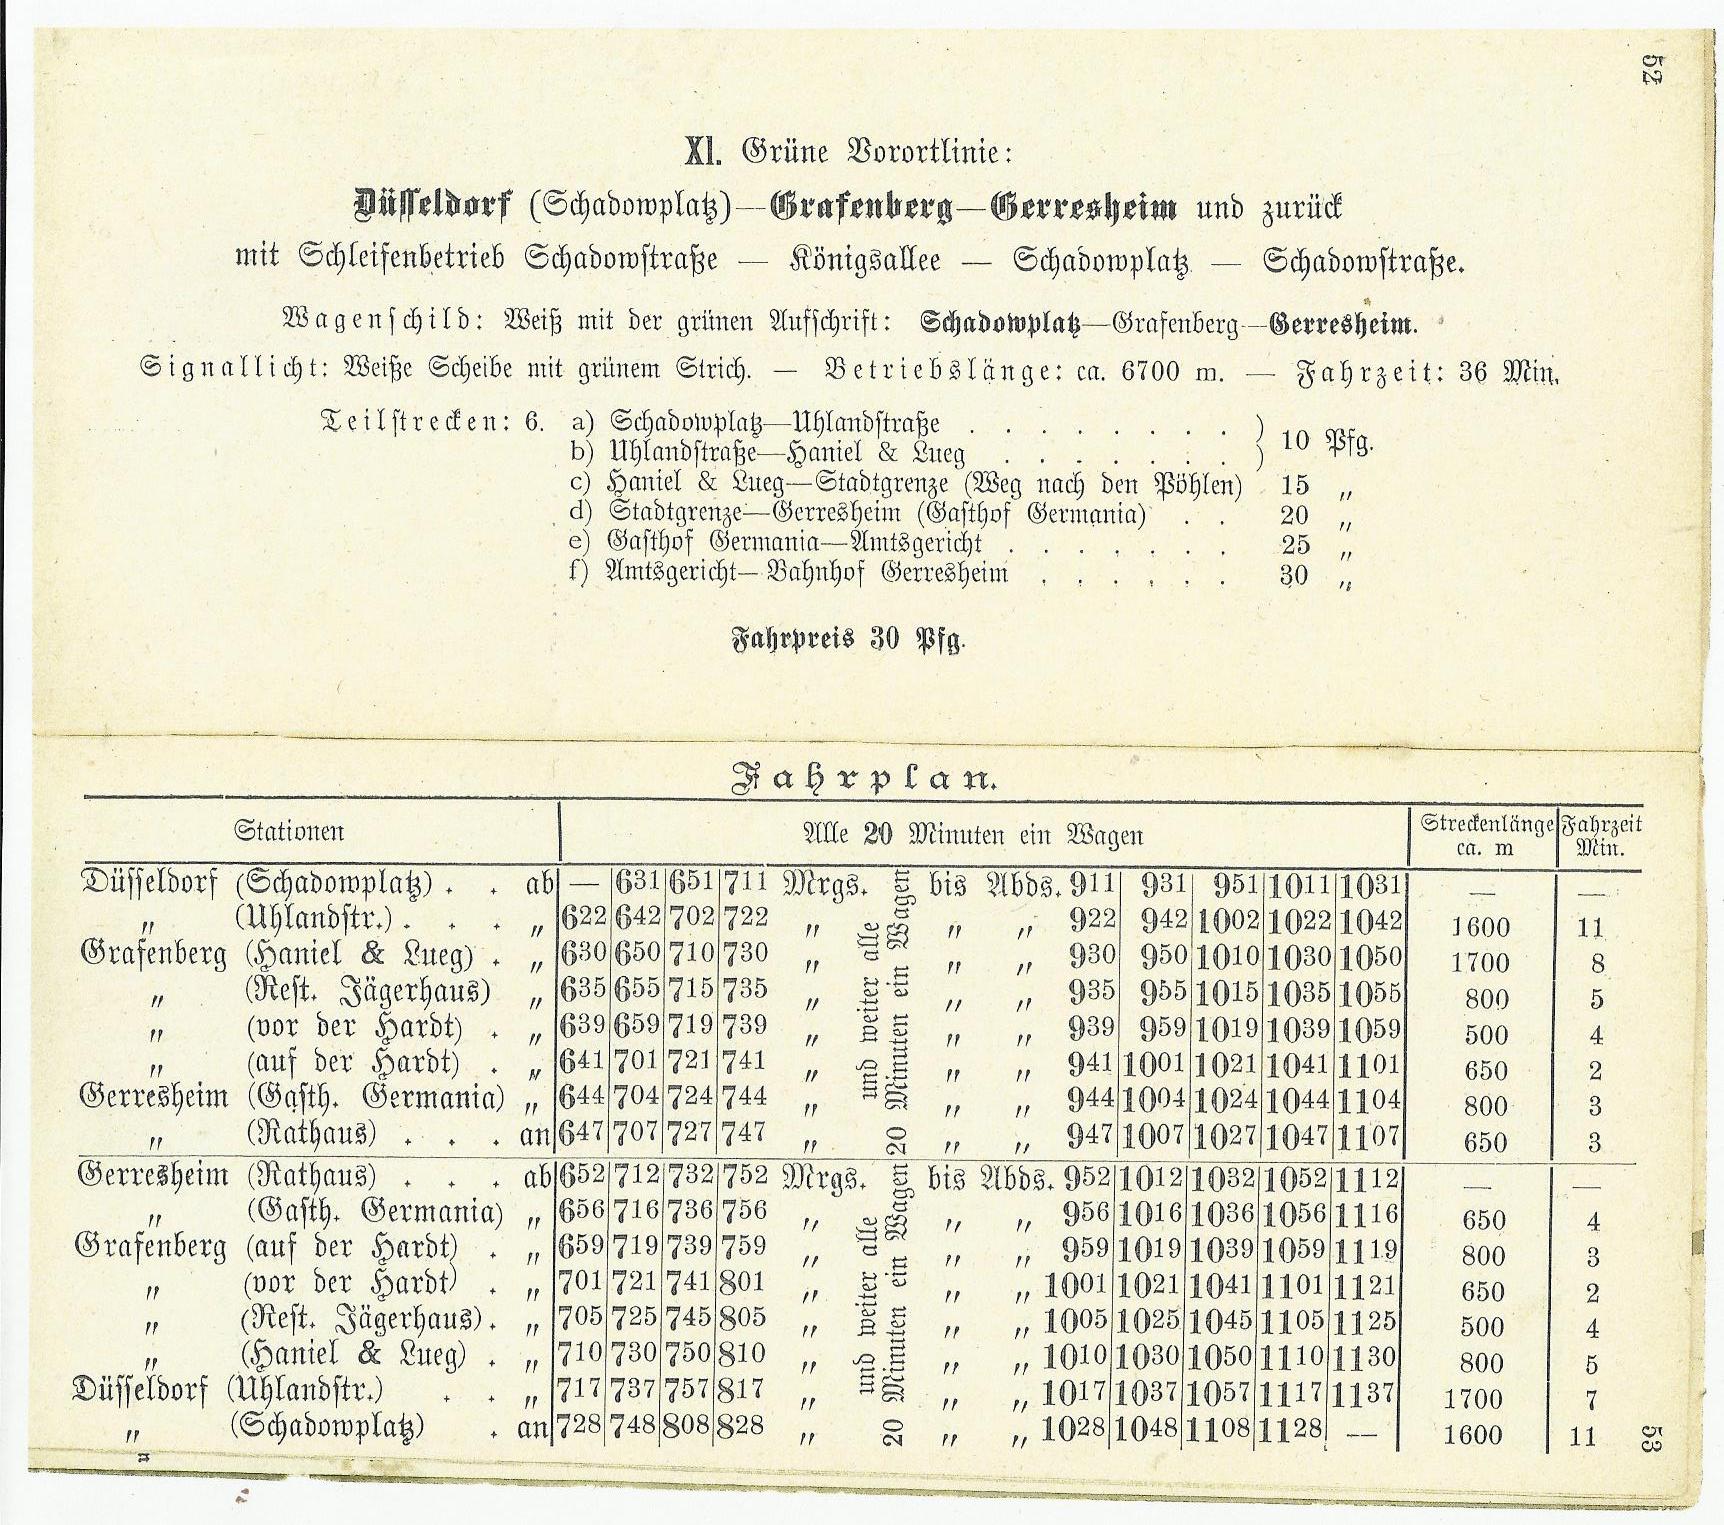 52
XI. Grüne Vorortlinie:
Düsseldorf (Schadowplatz)—Grafenberg—Gerresheim und zurück
mit Schleifenbetrieb Schadowstraße — Königsallee — Schadowplatz — Schadowstraße.
Wagenschild: Weiß mit der grünen Aufschrift: Schadowplatz—Grafenberg—Gerresheim.
Signallicht: Weiße Scheibe mit grünem Strich. — Betriebslänge: ca. 6700 m. — Fahrzeit: 36 Min.
Teilstrecken: 6. a) Schadowplatz—Uhlandstraße . . . . . . . . } 10 Pfg.
b) Uhlandstraße—Haniel & Lueg . . . . . . .
c) Haniel & Lueg—Stadtgrenze (Weg nach den Pöhlen) 15 „
d) Stadtgrenze—Gerresheim (Gasthof Germania) . . 20 „
e) Gasthof Germania—Amtsgericht . . . . . . . 25 „
f) Amtsgericht—Bahnhof Gerresheim . . . . . . 30 „
Fahrpreis 30 Pfg.
Fahrplan.
Stationen Alle 20 Minuten ein Wagen Streckenlänge ca. m Fahrzeit Min.
Düsseldorf (Schadowplatz) . . ab — 631 651 711 Mrgs. bis Abds. 911 931 951 1011 1031 — —
„ (Uhlandstr.) . . . „ 622 642 702 722 „ „ „ 922 942 1002 1022 1042 1600 11
Grafenberg (Haniel & Lueg) . „ 630 650 710 730 „ „ „ 930 950 1010 1030 1050 1700 8
„ (Rest. Jägerhaus) „ 635 655 715 735 „ „ „ 935 955 1015 1035 1055 800 5
„ (vor der Hardt) . „ 639 659 719 739 „ „ „ 939 959 1019 1039 1059 500 4
„ (auf der Hardt) . „ 641 701 721 741 „ „ „ 941 1001 1021 1041 1101 650 2
Gerresheim (Gasth. Germania) „ 644 704 724 744 „ „ „ 944 1004 1024 1044 1104 800 3
„ (Rathaus) . . . an 647 707 727 747 „ „ „ 947 1007 1027 1047 1107 650 3
und weiter alle
20 Minuten ein Wagen
Gerresheim (Rathaus) . . . ab 652 712 732 752 Mrgs. bis Abds. 952 1012 1032 1052 1112 — —
„ (Gasth. Germania) „ 656 716 736 756 „ „ „ 956 1016 1036 1056 1116 650 4
Grafenberg (auf der Hardt) . „ 659 719 739 759 „ „ „ 959 1019 1039 1059 1119 800 3
„ (vor der Hardt) . „ 701 721 741 801 „ „ „ 1001 1021 1041 1101 1121 650 2
„ (Rest. Jägerhaus) . „ 705 725 745 805 „ „ „ 1005 1025 1045 1105 1125 500 4
„ (Haniel & Lueg) . „ 710 730 750 810 „ „ „ 1010 1030 1050 1110 1130 800 5
Düsseldorf (Uhlandstr.) . . „ 717 737 757 817 „ „ „ 1017 1037 1057 1117 1137 1700 7
„ (Schadowplatz) . an 728 748 808 828 „ „ „ 1028 1048 1108 1128 — 1600 11
und weiter alle
20 Minuten ein Wagen
53